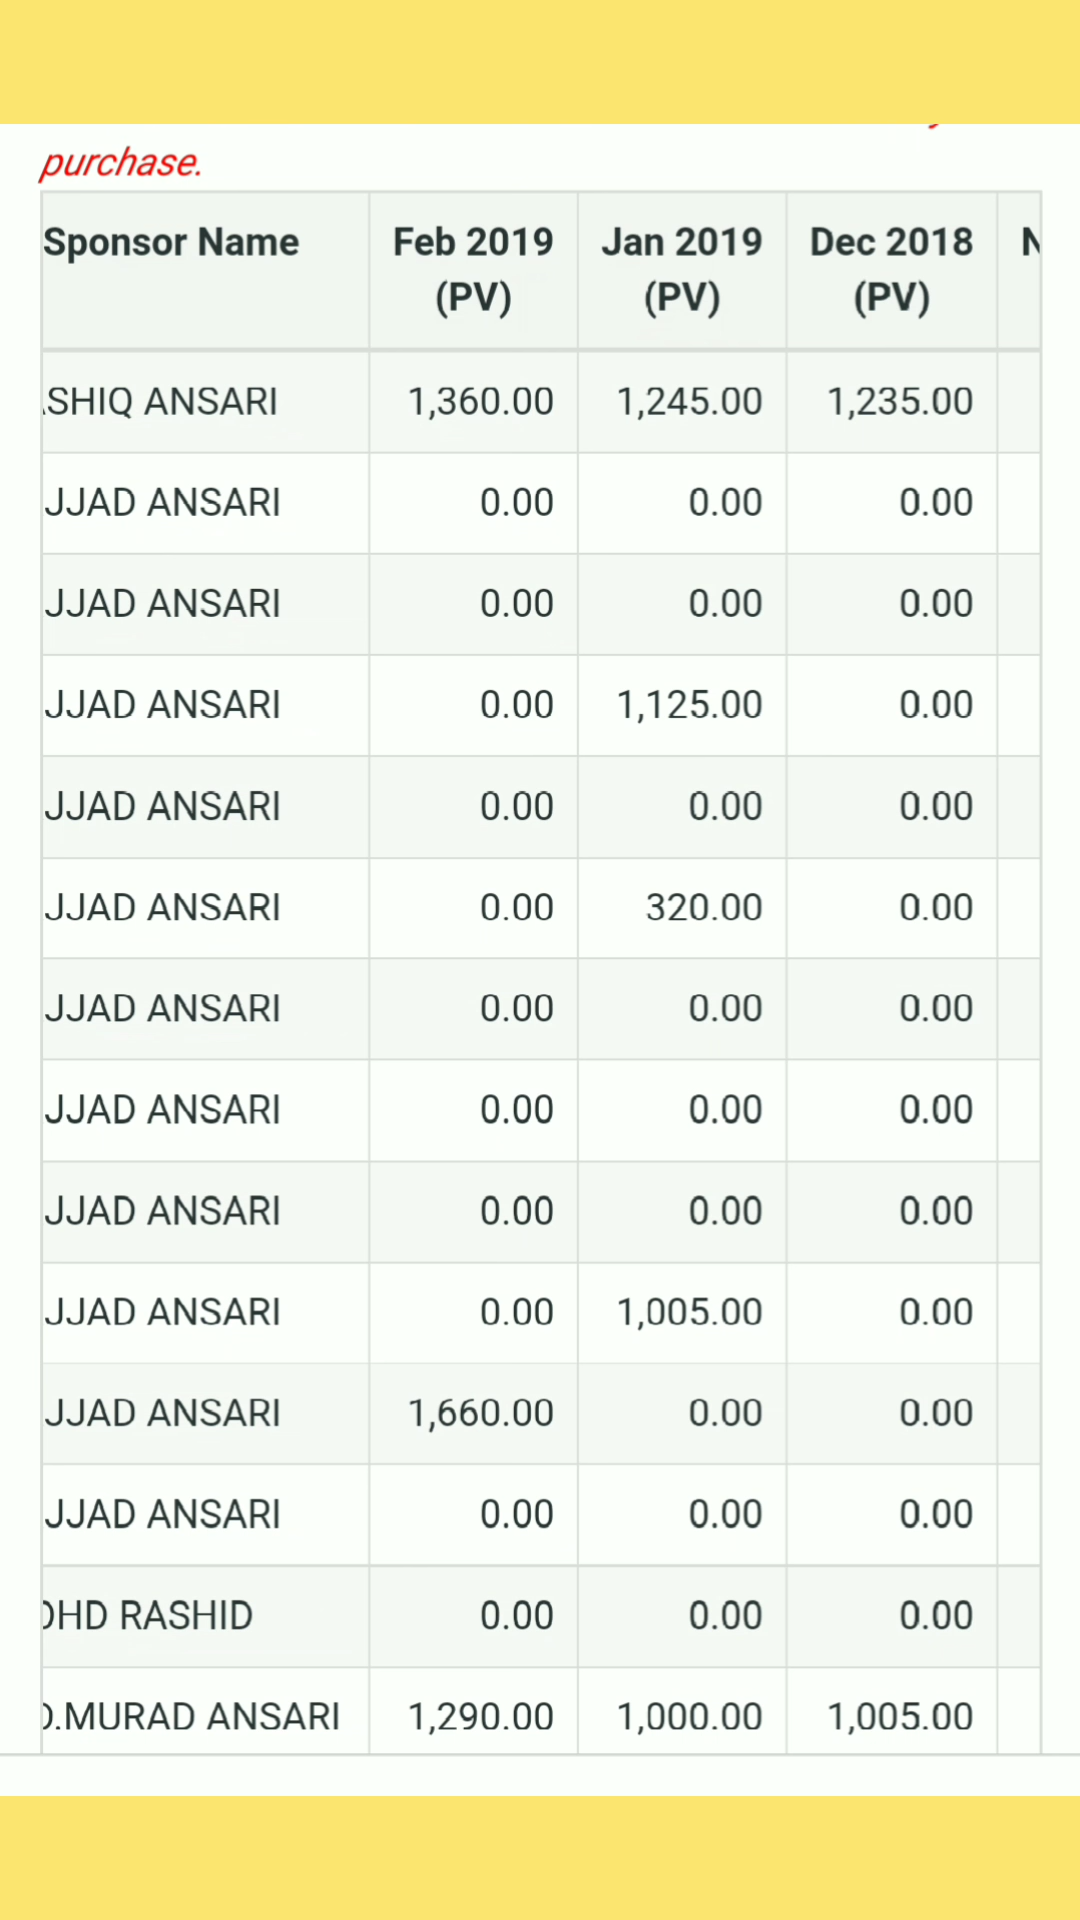 purchase.
Sponsor Name Feb 2019 (PV) Jan 2019 (PV) Dec 2018 (PV) N
SHIQ ANSARI 1,360.00 1,245.00 1,235.00
JJAD ANSARI 0.00 0.00 0.00
JJAD ANSARI 0.00 0.00 0.00
JJAD ANSARI 0.00 1,125.00 0.00
JJAD ANSARI 0.00 0.00 0.00
JJAD ANSARI 0.00 320.00 0.00
JJAD ANSARI 0.00 0.00 0.00
JJAD ANSARI 0.00 0.00 0.00
JJAD ANSARI 0.00 0.00 0.00
JJAD ANSARI 0.00 1,005.00 0.00
JJAD ANSARI 1,660.00 0.00 0.00
JJAD ANSARI 0.00 0.00 0.00
OHD RASHID 0.00 0.00 0.00
D.MURAD ANSARI 1,290.00 1,000.00 1,005.00